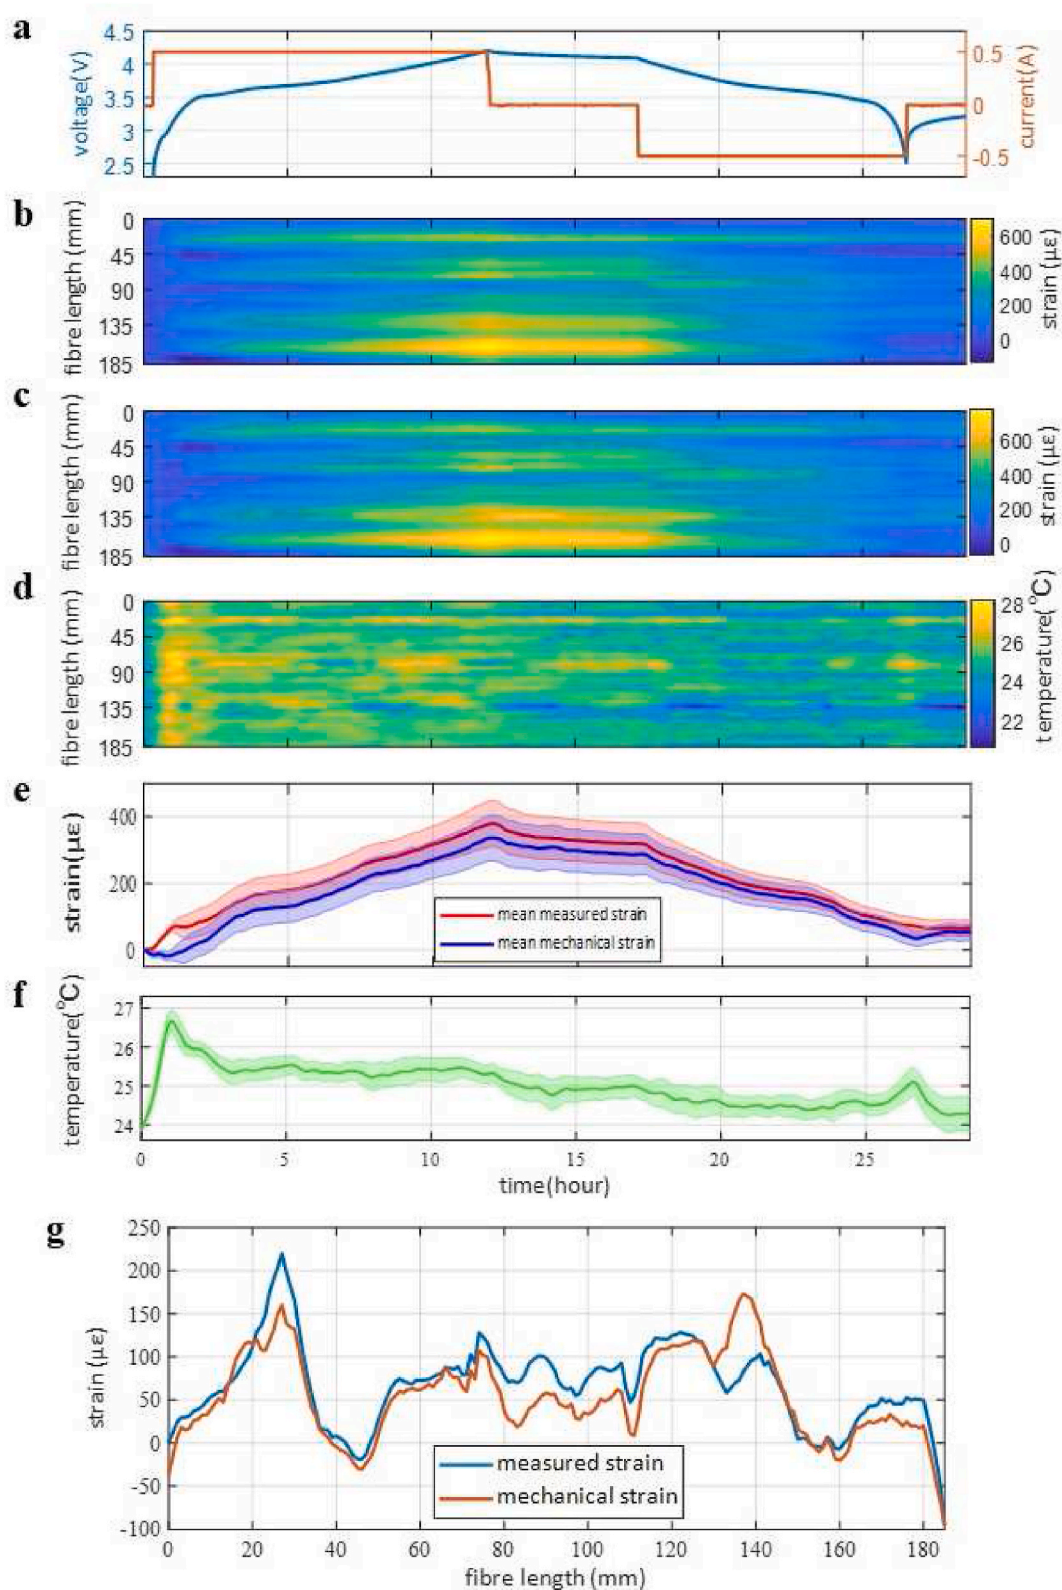 a
voltage(V)
4.5
4
3.5
3
2.5
0.5
0
-0.5
current(A)
b
fibre length (mm)
0
45
90
135
185
600
400
200
0
strain (με)
c
fibre length (mm)
0
45
90
135
185
600
400
200
0
strain (με)
d
fibre length (mm)
0
45
90
135
185
28
26
24
22
temperature(°C)
e
strain(με)
400
200
0
mean measured strain
mean mechanical strain
f
temperature(°C)
27
26
25
24
0 5 10 15 20 25
time(hour)
g
strain (με)
250
200
150
100
50
0
-50
-100
measured strain
mechanical strain
0 20 40 60 80 100 120 140 160 180
fibre length (mm)